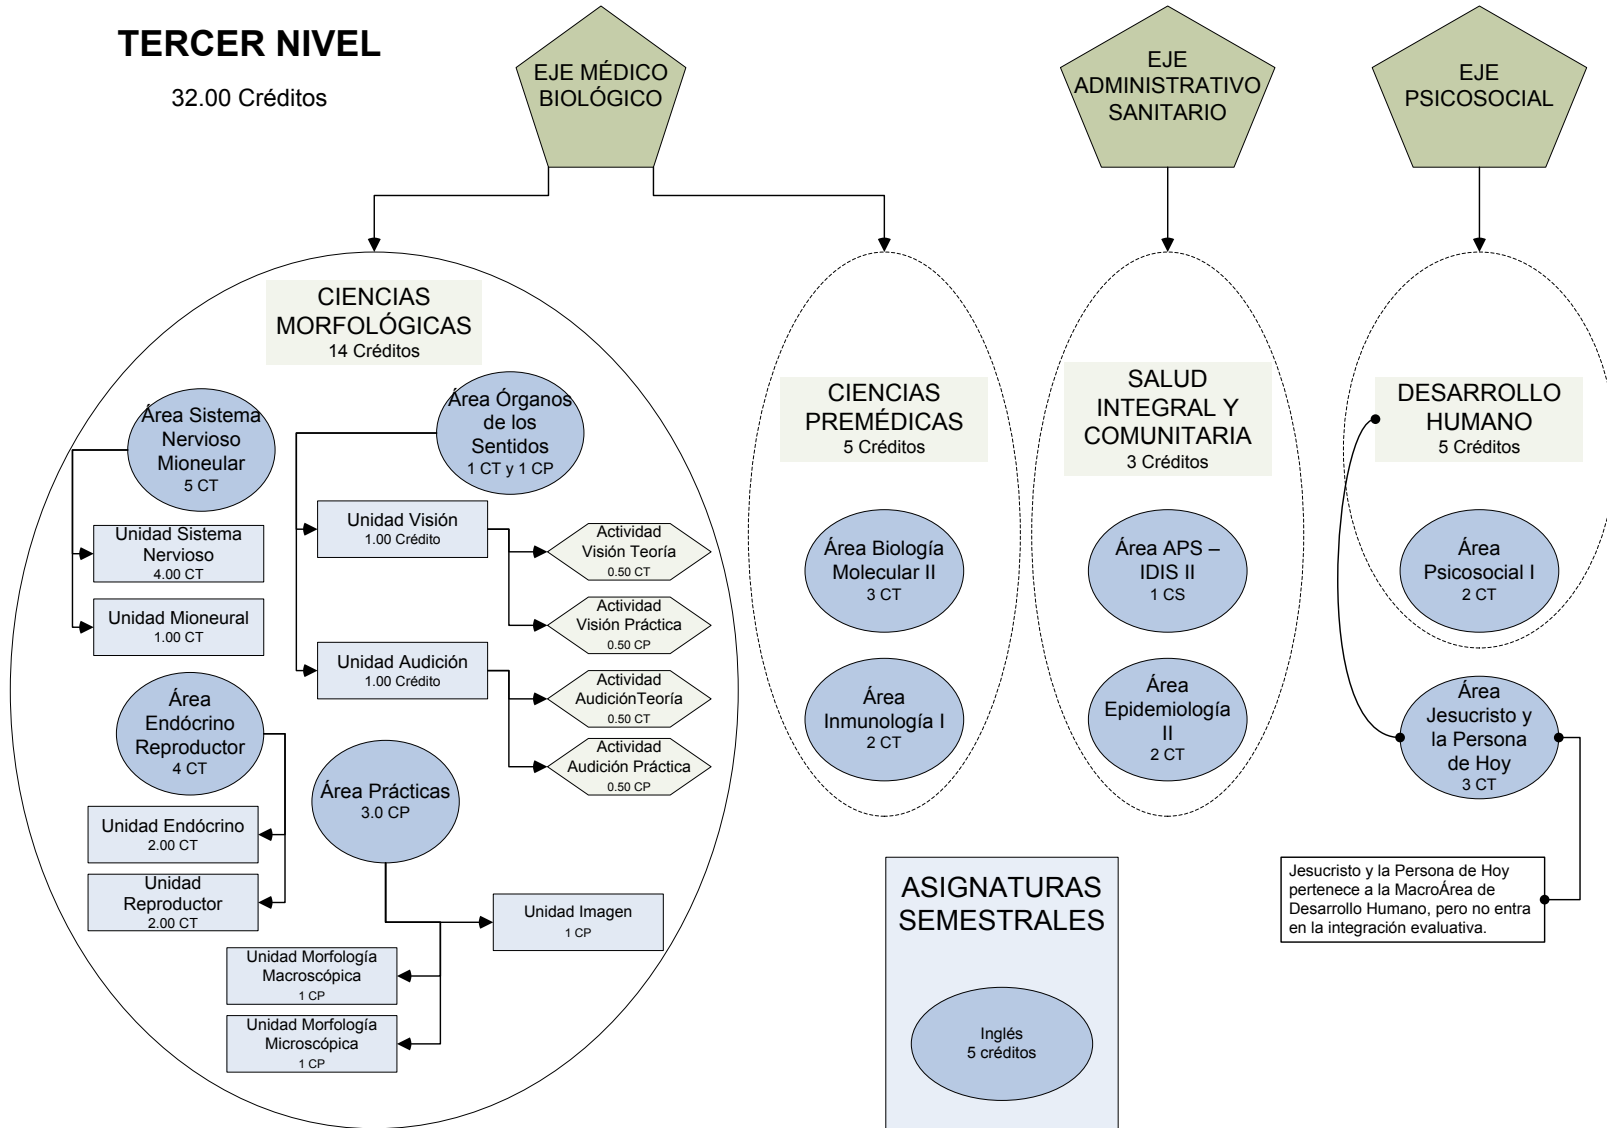 TERCER NIVEL
32.00 Créditos
EJE MÉDICO
BIOLÓGICO
EJE
ADMINISTRATIVO
SANITARIO
EJE
PSICOSOCIAL
CIENCIAS
MORFOLÓGICAS
14 Créditos
Área Sistema
Nervioso
Mioneular
5 CT
Unidad Sistema
Nervioso
4.00 CT
Unidad Mioneural
1.00 CT
Área Órganos
de los
Sentidos
1 CT y 1 CP
Unidad Visión
1.00 Crédito
Actividad
Visión Teoría
0.50 CT
Actividad
Visión Práctica
0.50 CP
Unidad Audición
1.00 Crédito
Actividad
AudiciónTeoría
0.50 CT
Actividad
Audición Práctica
0.50 CP
Área
Endócrino
Reproductor
4 CT
Unidad Endócrino
2.00 CT
Unidad
Reproductor
2.00 CT
Área Prácticas
3.0 CP
Unidad Imagen
1 CP
Unidad Morfología
Macroscópica
1 CP
Unidad Morfología
Microscópica
1 CP
CIENCIAS
PREMÉDICAS
5 Créditos
Área Biología
Molecular II
3 CT
Área
Inmunología I
2 CT
SALUD
INTEGRAL Y
COMUNITARIA
3 Créditos
Área APS –
IDIS II
1 CS
Área
Epidemiología
II
2 CT
DESARROLLO
HUMANO
5 Créditos
Área
Psicosocial I
2 CT
Área
Jesucristo y
la Persona
de Hoy
3 CT
Jesucristo y la Persona de Hoy
pertenece a la MacroÁrea de
Desarrollo Humano, pero no entra
en la integración evaluativa.
ASIGNATURAS
SEMESTRALES
Inglés
5 créditos